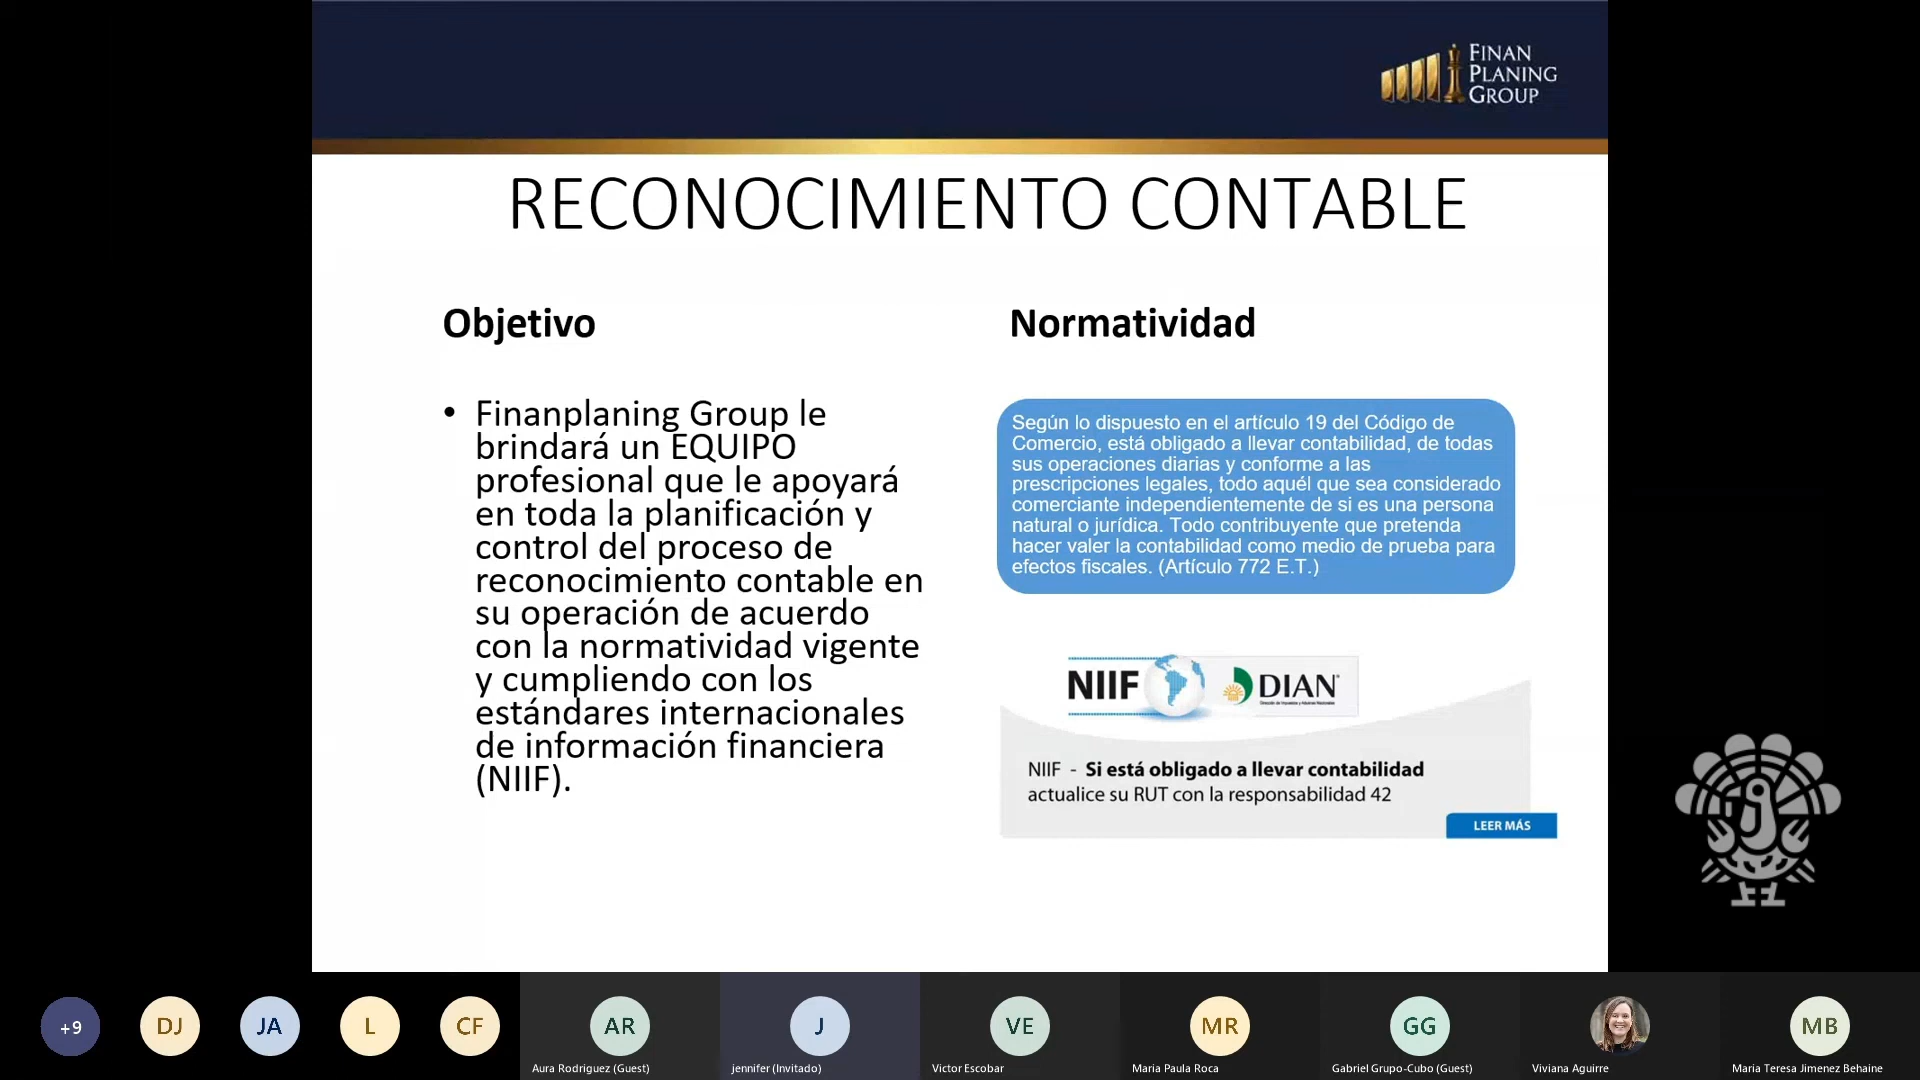 FINAN
PLANING
GROUP
RECONOCIMIENTO CONTABLE
Objetivo
• Finanplaning Group le
brindará un EQUIPO
profesional que le apoyará
en toda la planificación y
control del proceso de
reconocimiento contable en
su operación de acuerdo
con la normatividad vigente
y cumpliendo con los
estándares internacionales
de información financiera
(NIIF).
Normatividad
Según lo dispuesto en el artículo 19 del Código de
Comercio, está obligado a llevar contabilidad, de todas
sus operaciones diarias y conforme a las
prescripciones legales, todo aquél que sea considerado
comerciante independientemente de si es una persona
natural o jurídica. Todo contribuyente que pretenda
hacer valer la contabilidad como medio de prueba para
efectos fiscales. (Artículo 772 E.T.)
NIIF
DIAN
NIIF - Si está obligado a llevar contabilidad
actualice su RUT con la responsabilidad 42
LEER MÁS
+9
DJ
JA
L
CF
AR
J
VE
MR
GG
MB
Aura Rodriguez (Guest)
jennifer (Invitado)
Victor Escobar
Maria Paula Roca
Gabriel Grupo-Cubo (Guest)
Viviana Aguirre
Maria Teresa Jimenez Behaine